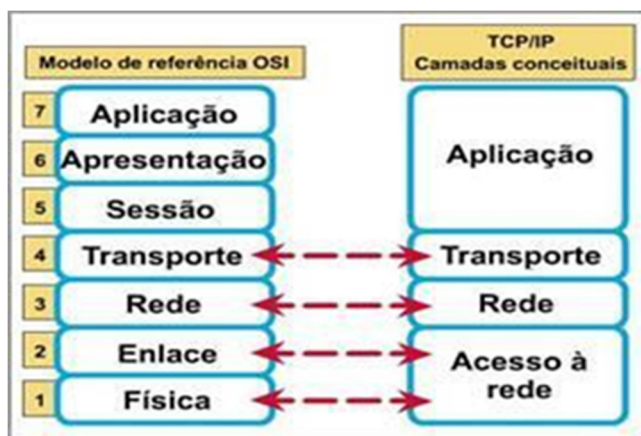 Modelo de referência OSI
7
Aplicação
6
Apresentação
5
Sessão
4
Transporte
3
Rede
2
Enlace
1
Física
TCP/IP
Camadas conceituais
Aplicação
Transporte
Rede
Acesso à
rede